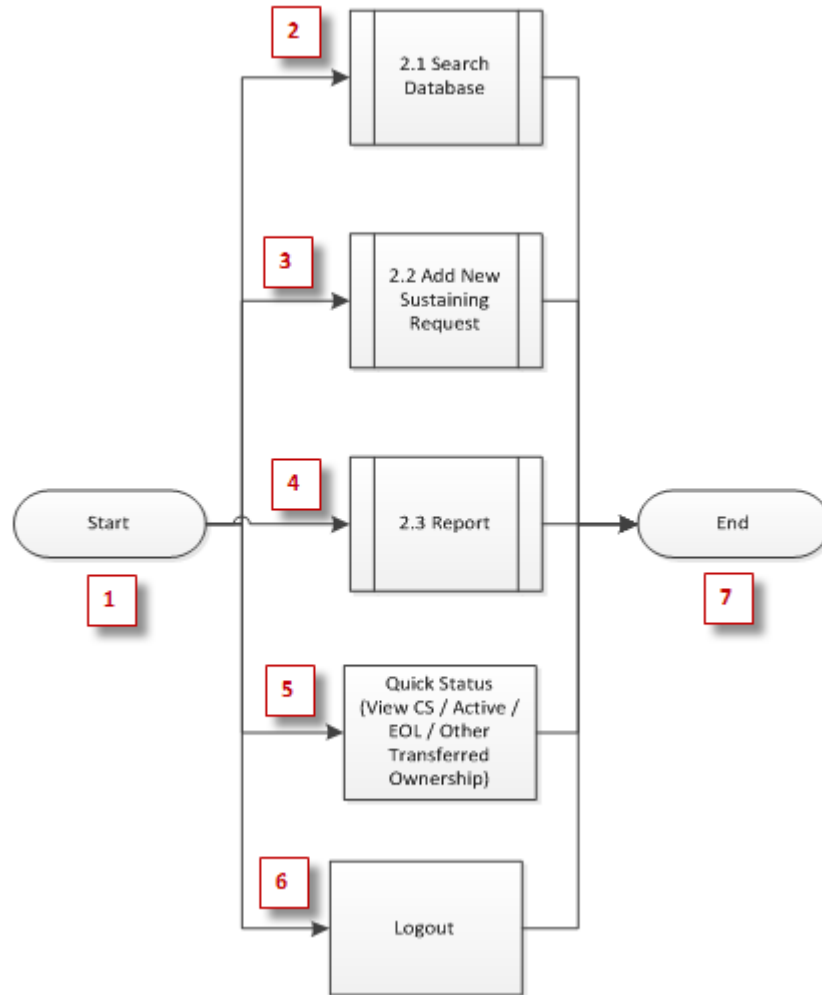 2
2.1 Search
Database
3
2.2 Add New
Sustaining
Request
4
Start
2.3 Report
End
1
7
5
Quick Status
(View CS / Active /
EOL / Other
Transferred
Ownership)
6
Logout